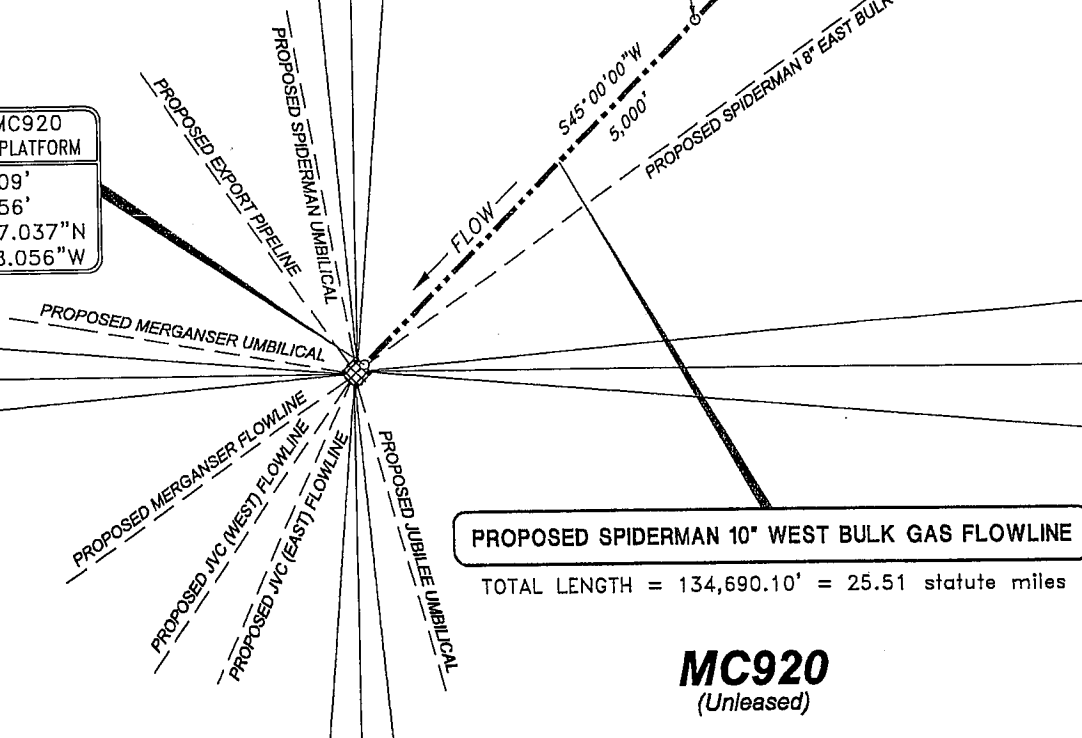 MC920
PLATFORM
09'
56'
7.037"N
3.056"W
PROPOSED EXPORT PIPELINE
PROPOSED SPIDERMAN UMBILICAL
S45°00'00"W
5,000'
PROPOSED SPIDERMAN 8" EAST BULK
FLOW
PROPOSED MERGANSER UMBILICAL
PROPOSED MERGANSER FLOWLINE
PROPOSED JVC (WEST) FLOWLINE
PROPOSED JVC (EAST) FLOWLINE
PROPOSED JUBILEE UMBILICAL
PROPOSED SPIDERMAN 10" WEST BULK GAS FLOWLINE
TOTAL LENGTH = 134,690.10' = 25.51 statute miles
MC920
(Unleased)